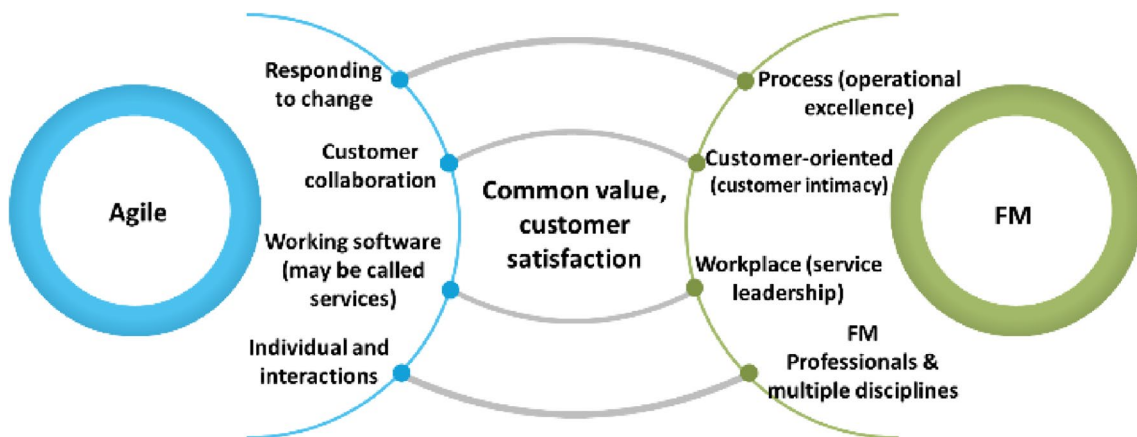 Agile
Responding
to change
Customer
collaboration
Working software
(may be called
services)
Individual and
interactions
Common value,
customer
satisfaction
Process (operational
excellence)
Customer-oriented
(customer intimacy)
Workplace (service
leadership)
FM
Professionals &
multiple disciplines
FM